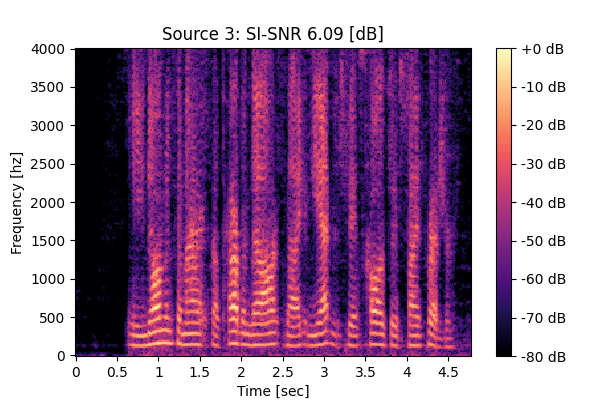 Source 3: SI-SNR 6.09 [dB]
4000
3500
3000
2500
2000
1500
1000
500
0
Frequency [hz]
0 0.5 1 1.5 2 2.5 3 3.5 4 4.5
Time [sec]
+0 dB
-10 dB
-20 dB
-30 dB
-40 dB
-50 dB
-60 dB
-70 dB
-80 dB